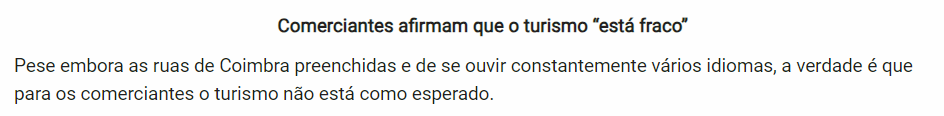 Comerciantes afirmam que o turismo “está fraco”
Pese embora as ruas de Coimbra preenchidas e de se ouvir constantemente vários idiomas, a verdade é que
para os comerciantes o turismo não está como esperado.